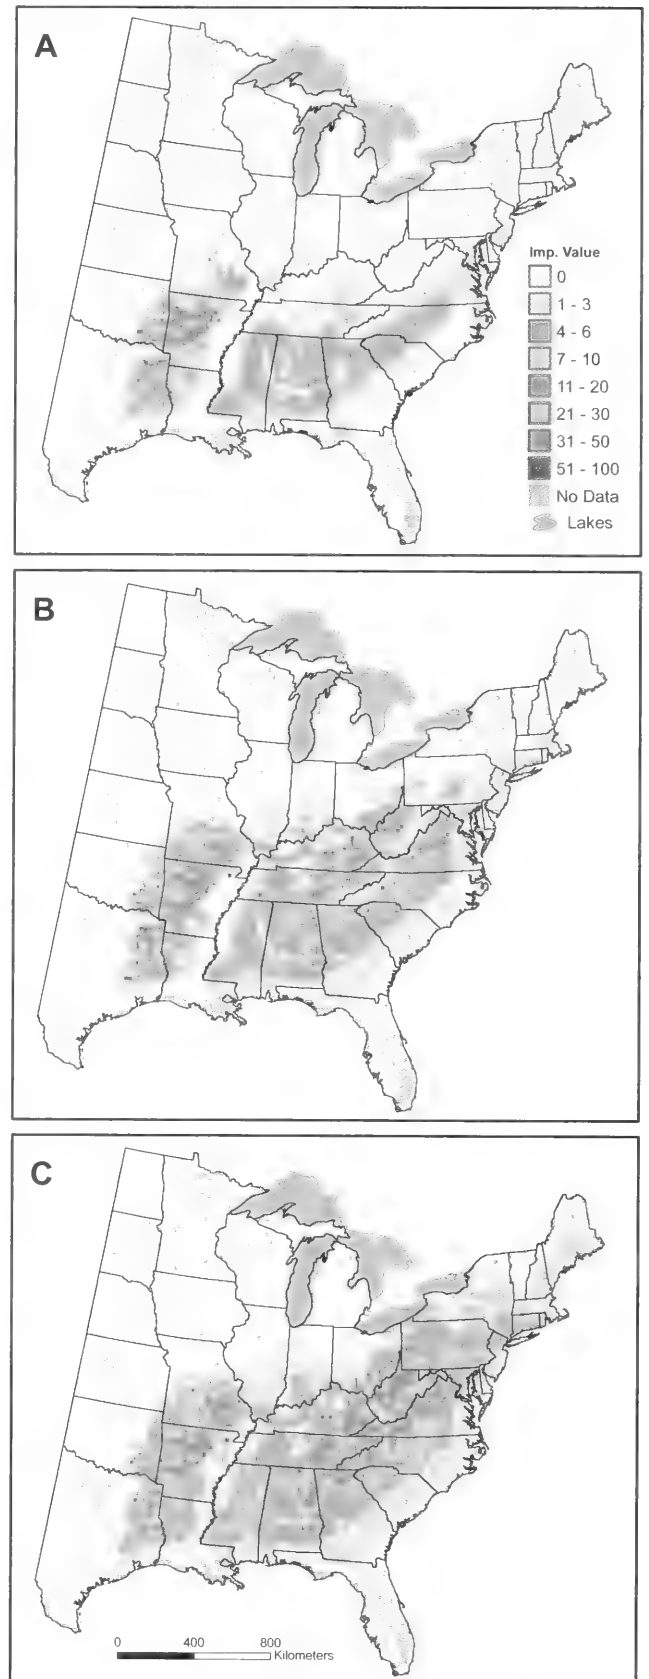 A
Imp. Value
0
1 - 3
4 - 6
7 - 10
11 - 20
21 - 30
31 - 50
51 - 100
No Data
Lakes
B
C
0 400 800
Kilometers